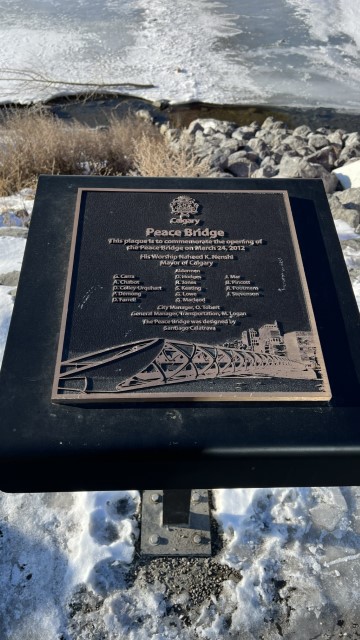 Calgary
Peace Bridge
This plaque is to commemorate the opening of
the Peace Bridge on March 24, 2012
His Worship Naheed K. Nenshi
Mayor of Calgary
Aldermen
G. Carra D. Hodges J. Mar
A. Chabot R. Jones R. Pincott
D. Colley-Urquhart S. Keating R. Pootmans
P. Demong G. Lowe J. Stevenson
D. Farrell G. Macleod
City Manager, O. Tobert
General Manager, Transportation, M. Logan
The Peace Bridge was designed by
Santiago Calatrava